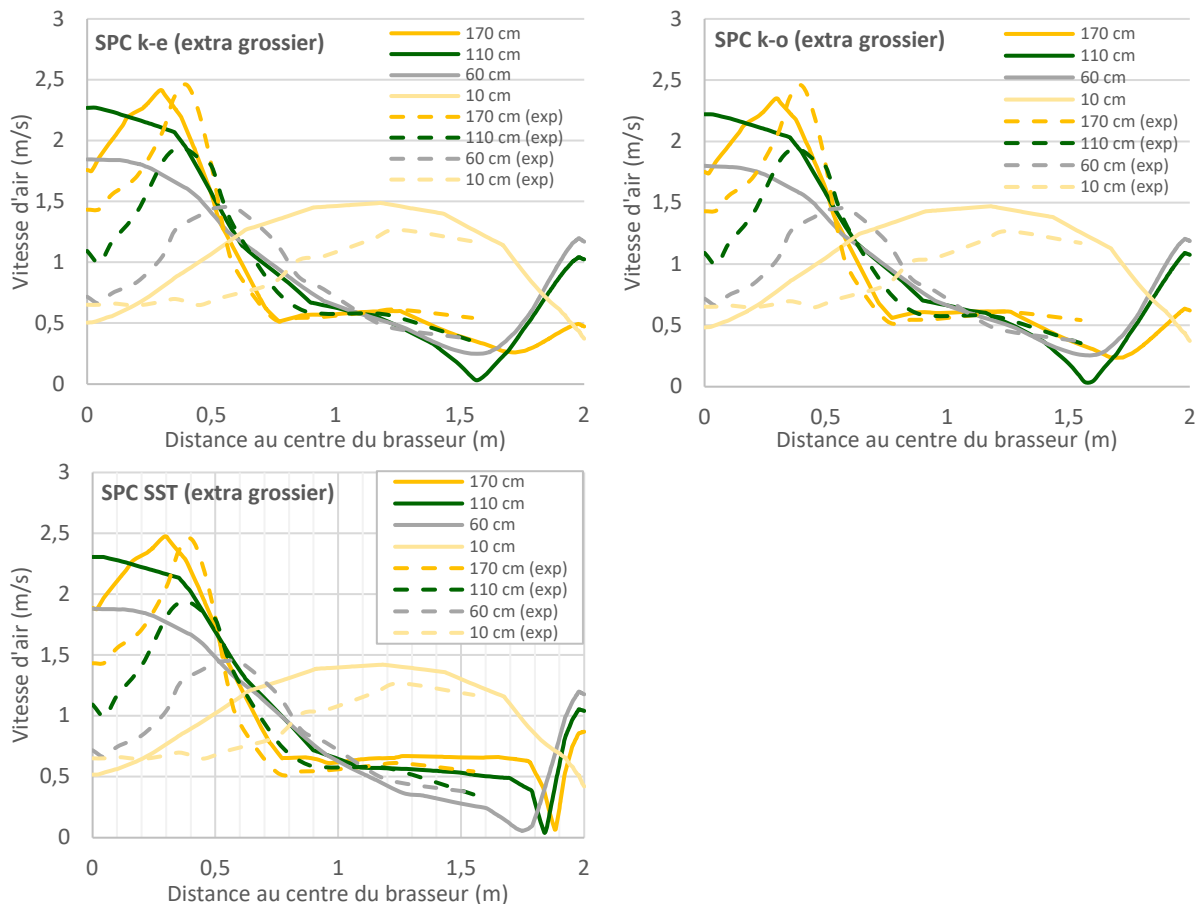 SPC k-e (extra grossier)
170 cm
110 cm
60 cm
10 cm
170 cm (exp)
110 cm (exp)
60 cm (exp)
10 cm (exp)
Vitesse d'air (m/s)
3
2,5
2
1,5
1
0,5
0
0
0,5
1
1,5
2
Distance au centre du brasseur (m)
SPC k-o (extra grossier)
170 cm
110 cm
60 cm
10 cm
170 cm (exp)
110 cm (exp)
60 cm (exp)
10 cm (exp)
Vitesse d'air (m/s)
3
2,5
2
1,5
1
0,5
0
0
0,5
1
1,5
2
Distance au centre du brasseur (m)
SPC SST (extra grossier)
170 cm
110 cm
60 cm
10 cm
170 cm (exp)
110 cm (exp)
60 cm (exp)
10 cm (exp)
Vitesse d'air (m/s)
3
2,5
2
1,5
1
0,5
0
0
0,5
1
1,5
2
Distance au centre du brasseur (m)